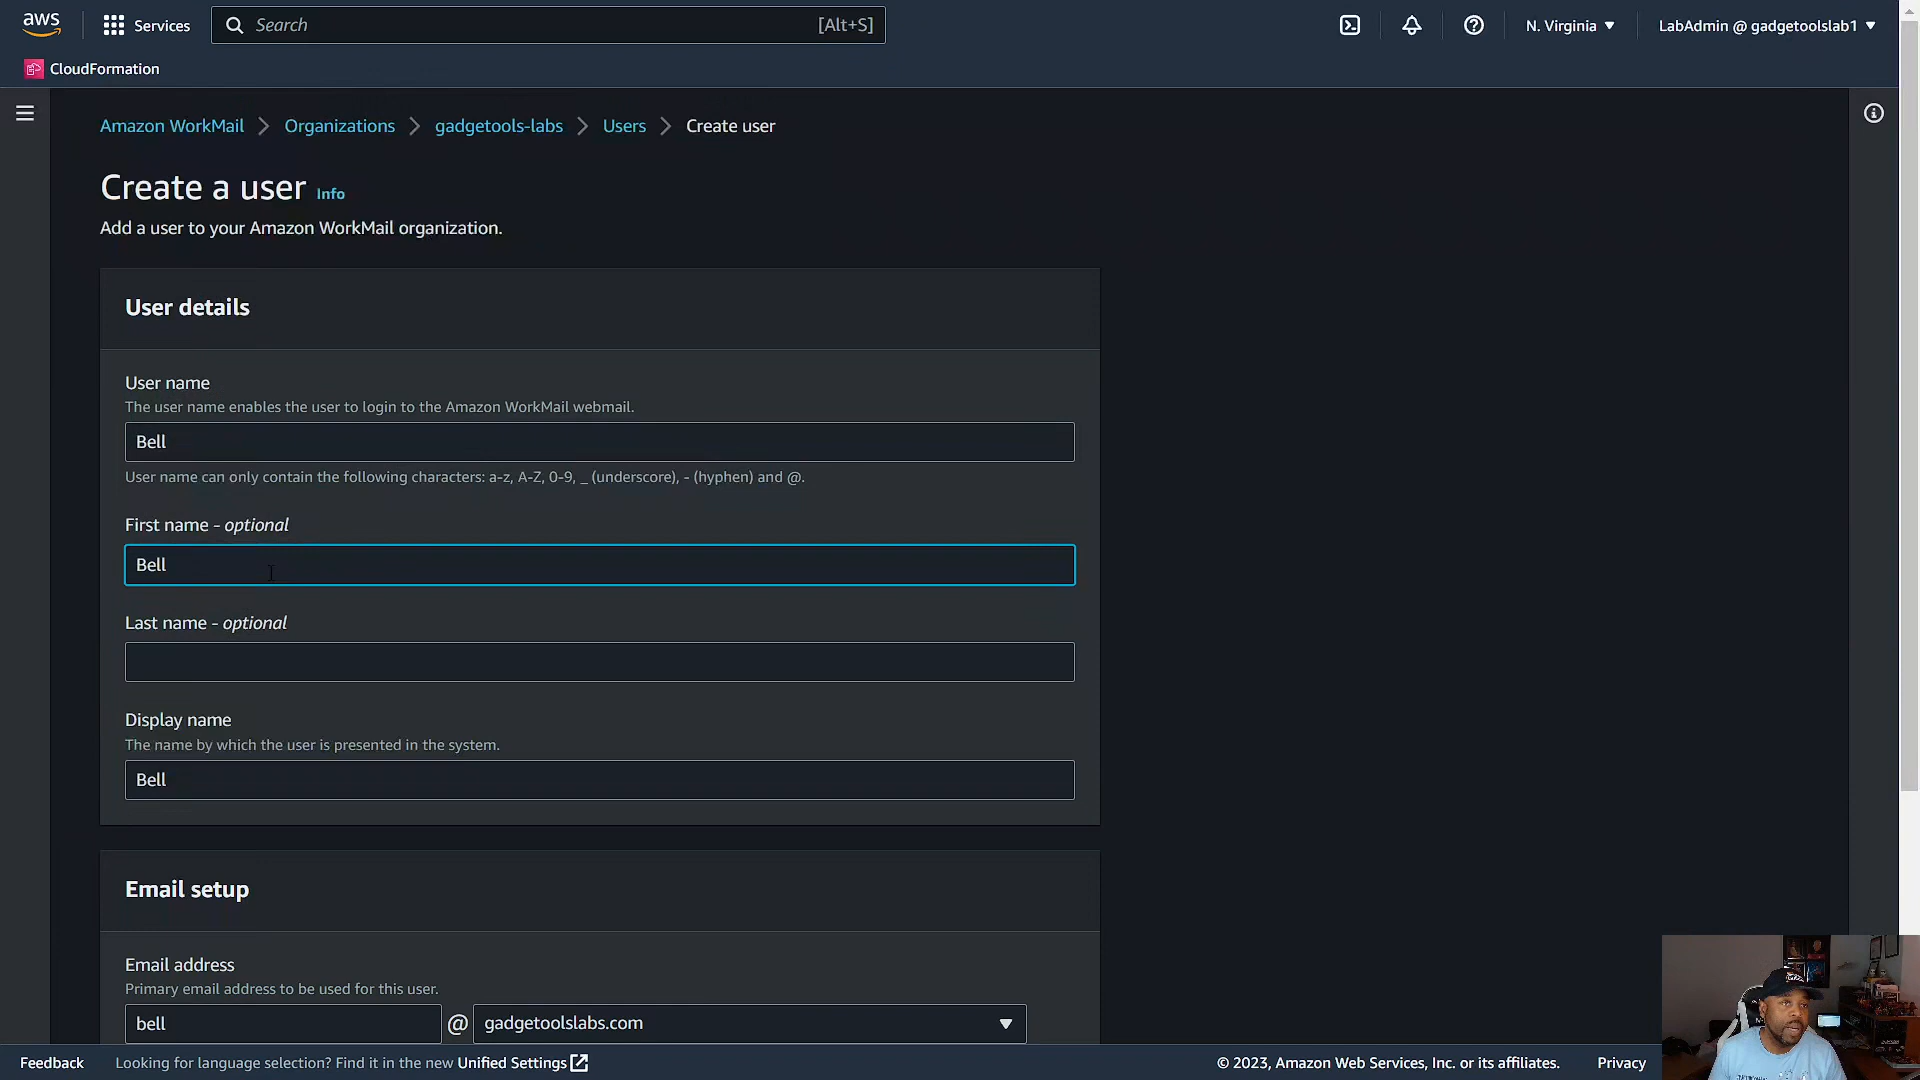 aws
Services
Search
[Alt+S]
N. Virginia
LabAdmin @ gadgetoolslab1
CloudFormation
Amazon WorkMail
Organizations
gadgetools-labs
Users
Create user
Create a user Info
Add a user to your Amazon WorkMail organization.
User details
User name
The user name enables the user to login to the Amazon WorkMail webmail.
Bell
User name can only contain the following characters: a-z, A-Z, 0-9, _ (underscore), - (hyphen) and @.
First name - optional
Bell
Last name - optional
Display name
The name by which the user is presented in the system.
Bell
Email setup
Email address
Primary email address to be used for this user.
bell @ gadgetoolslabs.com
Feedback
Looking for language selection? Find it in the new Unified Settings
© 2023, Amazon Web Services, Inc. or its affiliates.
Privacy